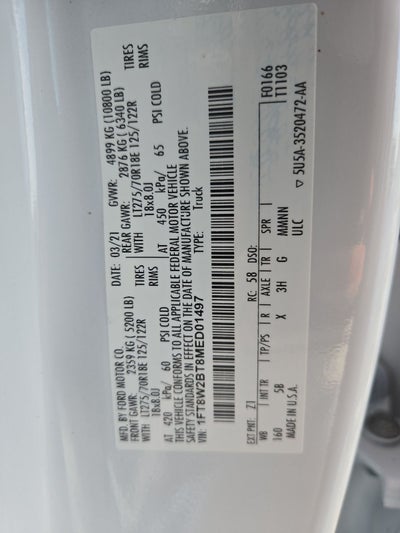 MFD. BY FORD MOTOR CO. DATE: 03/21 GVWR: 4899 KG (10800 LB)
FRONT GAWR: 2359 KG (5200 LB) REAR GAWR: 2876 KG (6340 LB)
WITH LT275/70R18E 125/122R TIRES WITH LT275/70R18E 125/122R TIRES
18x8.0J RIMS 18x8.0J RIMS
AT 420 kPa/ 60 PSI COLD AT 450 kPa/ 65 PSI COLD
THIS VEHICLE CONFORMS TO ALL APPLICABLE FEDERAL MOTOR VEHICLE
SAFETY STANDARDS IN EFFECT ON THE DATE OF MANUFACTURE SHOWN ABOVE.
VIN: 1FT8W2BT8MED01497 TYPE: Truck
EXT PNT: Z1 RC: 58 DSO: F0166
WB INT TR TP/PS R AXLE TR SPR T1103
160 5B X 3H G MMNNN
MADE IN U.S.A. ULC 5U5A-3520472-AA